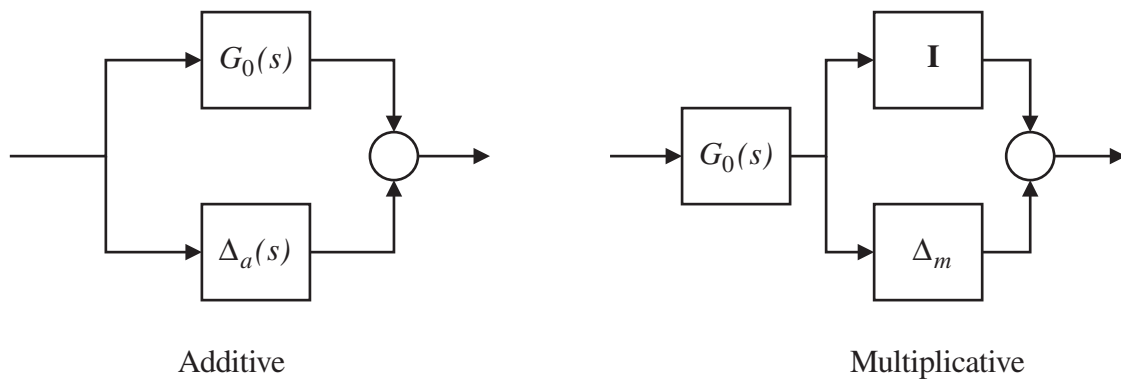 G₀(s)
Δₐ(s)
Additive
G₀(s)
I
Δₘ
Multiplicative